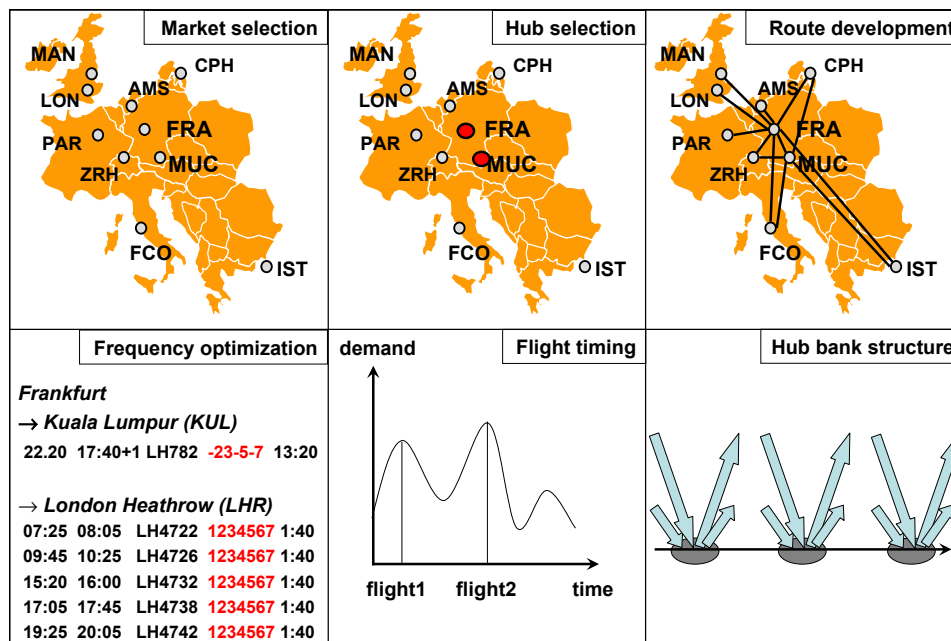 Market selection
MAN
CPH
LON
AMS
PAR
FRA
ZRH
MUC
FCO
IST
Hub selection
MAN
CPH
LON
AMS
PAR
FRA
ZRH
MUC
FCO
IST
Route development
MAN
CPH
LON
AMS
PAR
FRA
ZRH
MUC
FCO
IST
Frequency optimization
Frankfurt
→ Kuala Lumpur (KUL)
22.20 17:40+1 LH782 -23-5-7 13:20
→ London Heathrow (LHR)
07:25 08:05 LH4722 1234567 1:40
09:45 10:25 LH4726 1234567 1:40
15:20 16:00 LH4732 1234567 1:40
17:05 17:45 LH4738 1234567 1:40
19:25 20:05 LH4742 1234567 1:40
Flight timing
demand
flight1 flight2 time
Hub bank structure